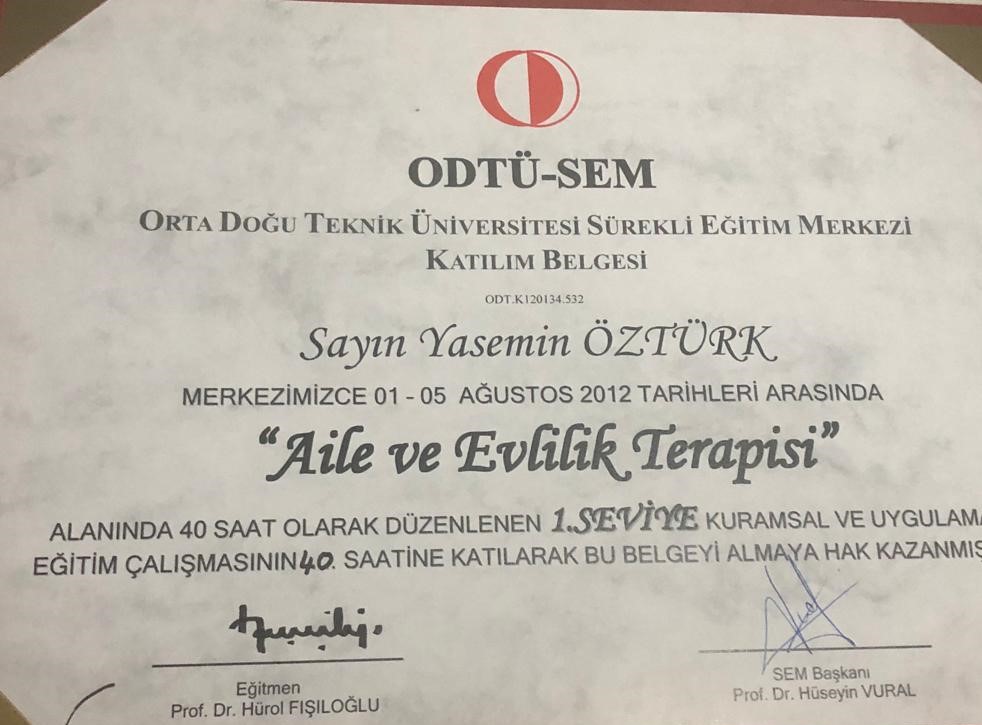 ODTÜ-SEM
ORTA DOĞU TEKNİK ÜNİVERSİTESİ SÜREKLİ EĞİTİM MERKEZİ
KATILIM BELGESİ
ODT.K120134.532
Sayın Yasemin ÖZTÜRK
MERKEZİMİZCE 01 - 05 AĞUSTOS 2012 TARİHLERİ ARASINDA
“Aile ve Evlilik Terapisi”
ALANINDA 40 SAAT OLARAK DÜZENLENEN 1.SEVİYE KURAMSAL VE UYGULAMA
EĞİTİM ÇALIŞMASININ 40. SAATİNE KATILARAK BU BELGEYİ ALMAYA HAK KAZANMIŞ
Eğitmen
Prof. Dr. Hürol FIŞILOĞLU
SEM Başkanı
Prof. Dr. Hüseyin VURAL